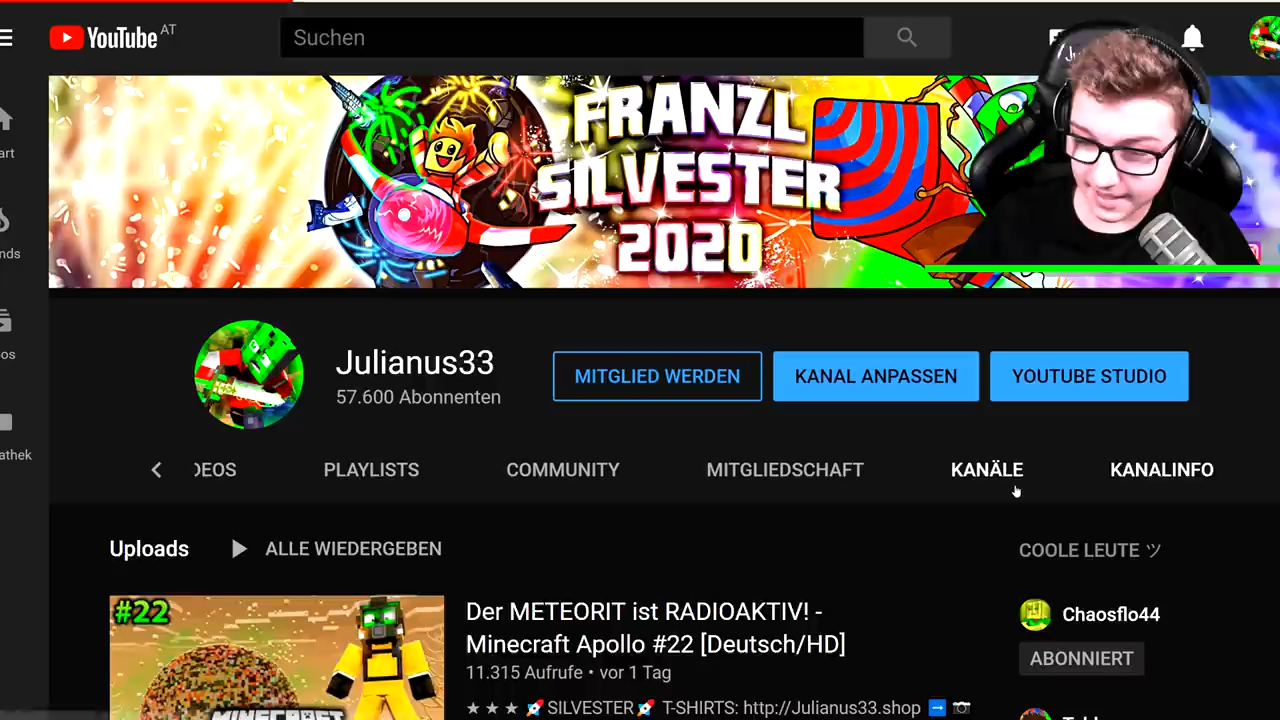 YouTube AT
Suchen
FRANZL
SILVESTER
2020
Julianus33
57.600 Abonnenten
MITGLIED WERDEN
KANAL ANPASSEN
YOUTUBE STUDIO
DEOS
PLAYLISTS
COMMUNITY
MITGLIEDSCHAFT
KANÄLE
KANALINFO
Uploads
ALLE WIEDERGEBEN
COOLE LEUTE ツ
#22
MINECRAFT
Der METEORIT ist RADIOAKTIV! -
Minecraft Apollo #22 [Deutsch/HD]
11.315 Aufrufe • vor 1 Tag
★ ★ ★ 🚀 SILVESTER 🚀 T-SHIRTS: http://Julianus33.shop ➡ 📷
Chaosflo44
ABONNIERT